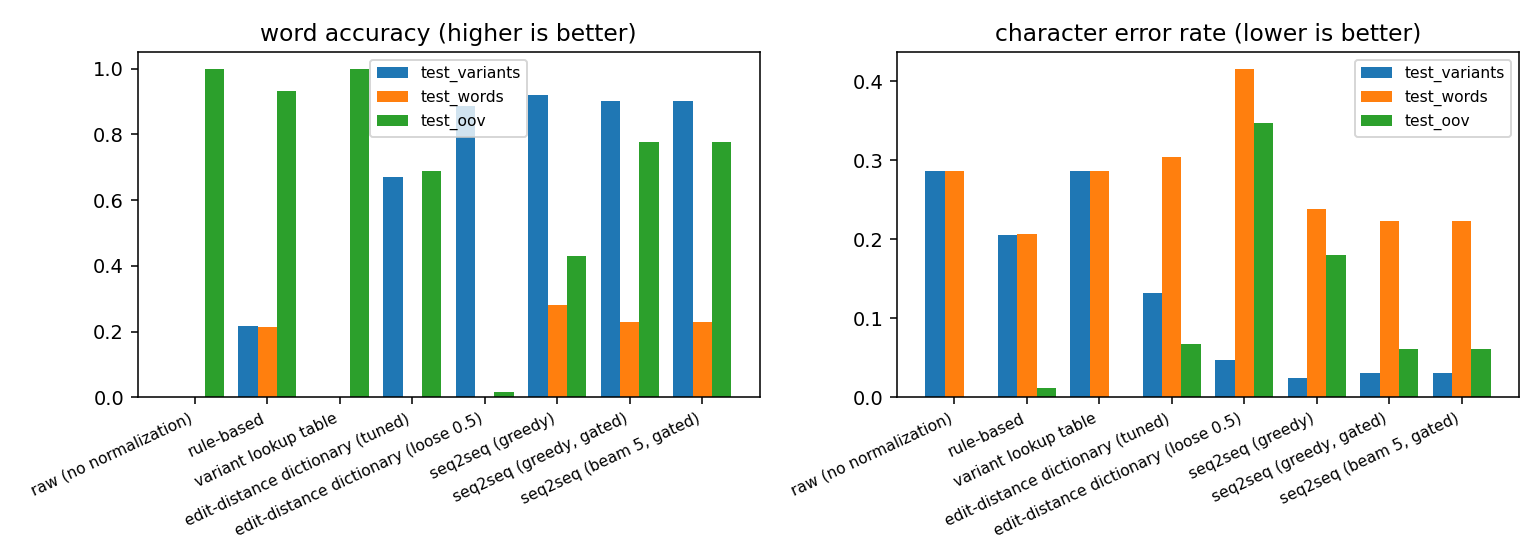 word accuracy (higher is better)
1.0
0.8
0.6
0.4
0.2
0.0
test_variants
test_words
test_oov
raw (no normalization)
rule-based
variant lookup table
edit-distance dictionary (tuned)
edit-distance dictionary (loose 0.5)
seq2seq (greedy)
seq2seq (greedy, gated)
seq2seq (beam 5, gated)
character error rate (lower is better)
0.4
0.3
0.2
0.1
0.0
test_variants
test_words
test_oov
raw (no normalization)
rule-based
variant lookup table
edit-distance dictionary (tuned)
edit-distance dictionary (loose 0.5)
seq2seq (greedy)
seq2seq (greedy, gated)
seq2seq (beam 5, gated)